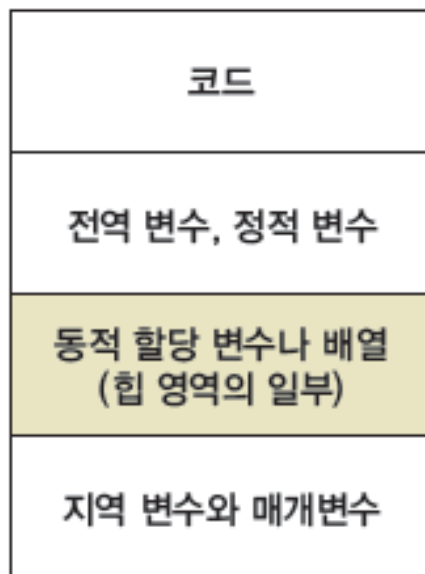 코드
전역 변수, 정적 변수
동적 할당 변수나 배열
(힙 영역의 일부)
지역 변수와 매개변수